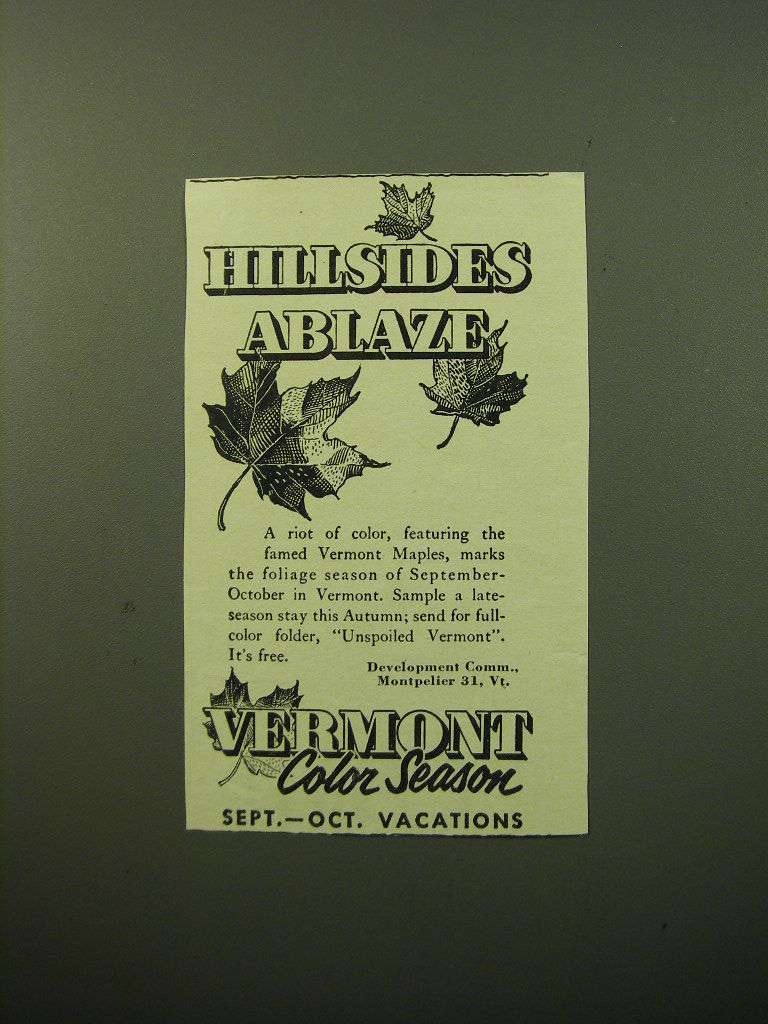 HILLSIDES
ABLAZE
A riot of color, featuring the
famed Vermont Maples, marks
the foliage season of September-
October in Vermont. Sample a late-
season stay this Autumn; send for full-
color folder, "Unspoiled Vermont".
It's free.
Development Comm.,
Montpelier 31, Vt.
VERMONT
Color Season
SEPT.—OCT. VACATIONS